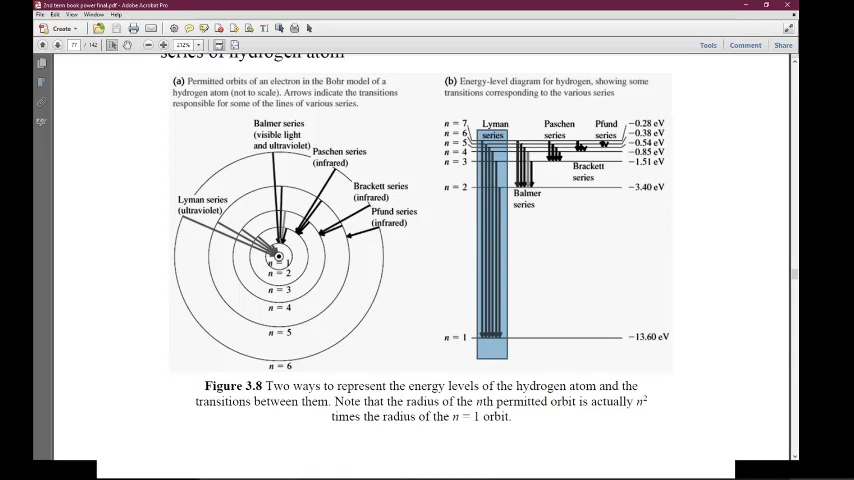 2nd term book power final.pdf - Adobe Acrobat Pro
File Edit View Window Help
Create
77 / 142
212%
Tools Comment Share
series of hydrogen atom
(a) Permitted orbits of an electron in the Bohr model of a
hydrogen atom (not to scale). Arrows indicate the transitions
responsible for some of the lines of various series.
Balmer series
(visible light
and ultraviolet)
Paschen series
(infrared)
Brackett series
(infrared)
Pfund series
(infrared)
Lyman series
(ultraviolet)
n = 1
n = 2
n = 3
n = 4
n = 5
n = 6
(b) Energy-level diagram for hydrogen, showing some
transitions corresponding to the various series
n = 7
n = 6
n = 5
n = 4
n = 3
n = 2
n = 1
Lyman
series
Paschen
series
Pfund
series
Brackett
series
Balmer
series
−0.28 eV
−0.38 eV
−0.54 eV
−0.85 eV
−1.51 eV
−3.40 eV
−13.60 eV
Figure 3.8 Two ways to represent the energy levels of the hydrogen atom and the
transitions between them. Note that the radius of the nth permitted orbit is actually n²
times the radius of the n = 1 orbit.